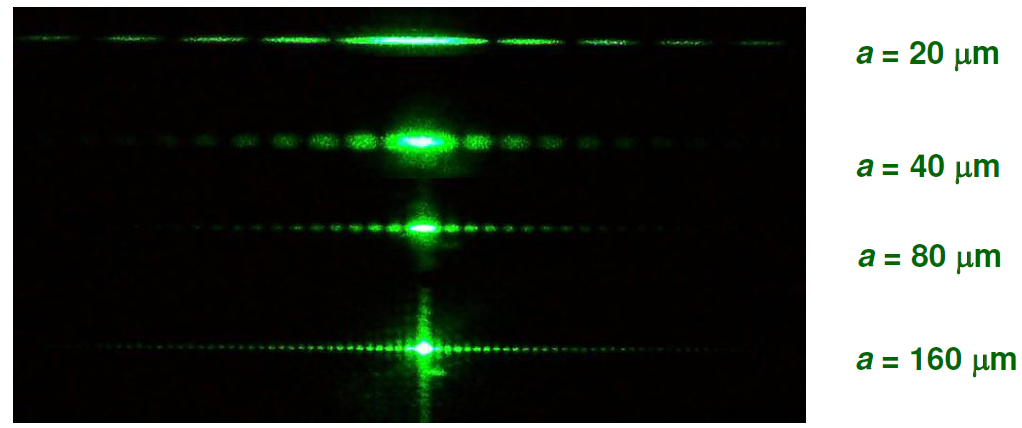 a = 20 μm
a = 40 μm
a = 80 μm
a = 160 μm